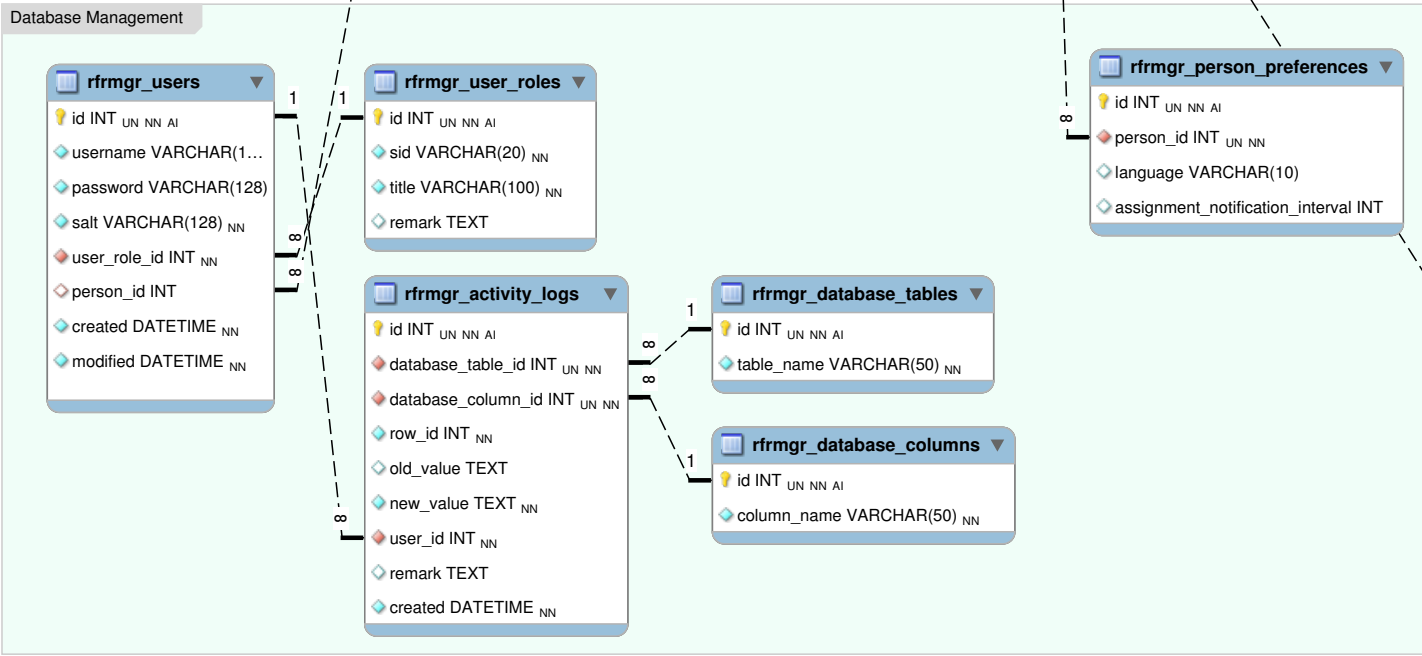 Database Management
rfrmgr_users
id INT UN NN AI
username VARCHAR(1…
password VARCHAR(128)
salt VARCHAR(128) NN
user_role_id INT NN
person_id INT
created DATETIME NN
modified DATETIME NN
1
∞
∞
1
rfrmgr_user_roles
id INT UN NN AI
sid VARCHAR(20) NN
title VARCHAR(100) NN
remark TEXT
∞
rfrmgr_activity_logs
id INT UN NN AI
database_table_id INT UN NN
database_column_id INT UN NN
row_id INT NN
old_value TEXT
new_value TEXT NN
user_id INT NN
remark TEXT
created DATETIME NN
∞
∞
1
1
rfrmgr_database_tables
id INT UN NN AI
table_name VARCHAR(50) NN
rfrmgr_database_columns
id INT UN NN AI
column_name VARCHAR(50) NN
∞
rfrmgr_person_preferences
id INT UN NN AI
person_id INT UN NN
language VARCHAR(10)
assignment_notification_interval INT